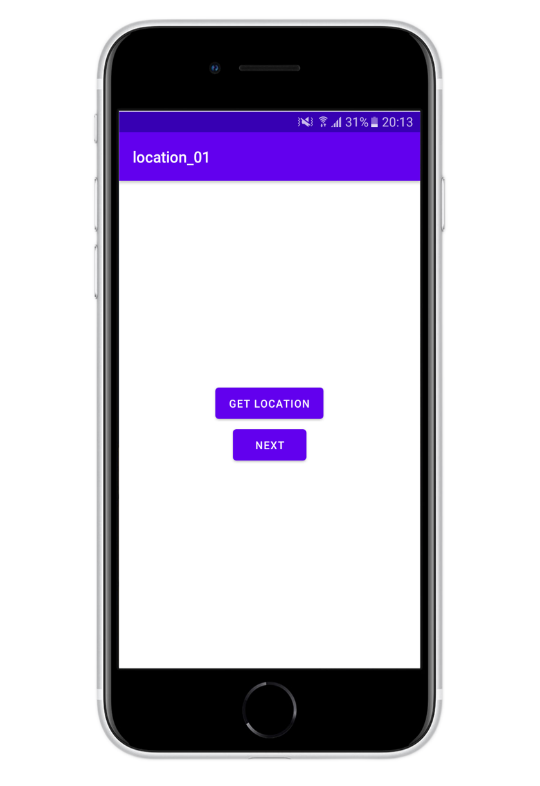 31% 20:13
location_01
GET LOCATION
NEXT